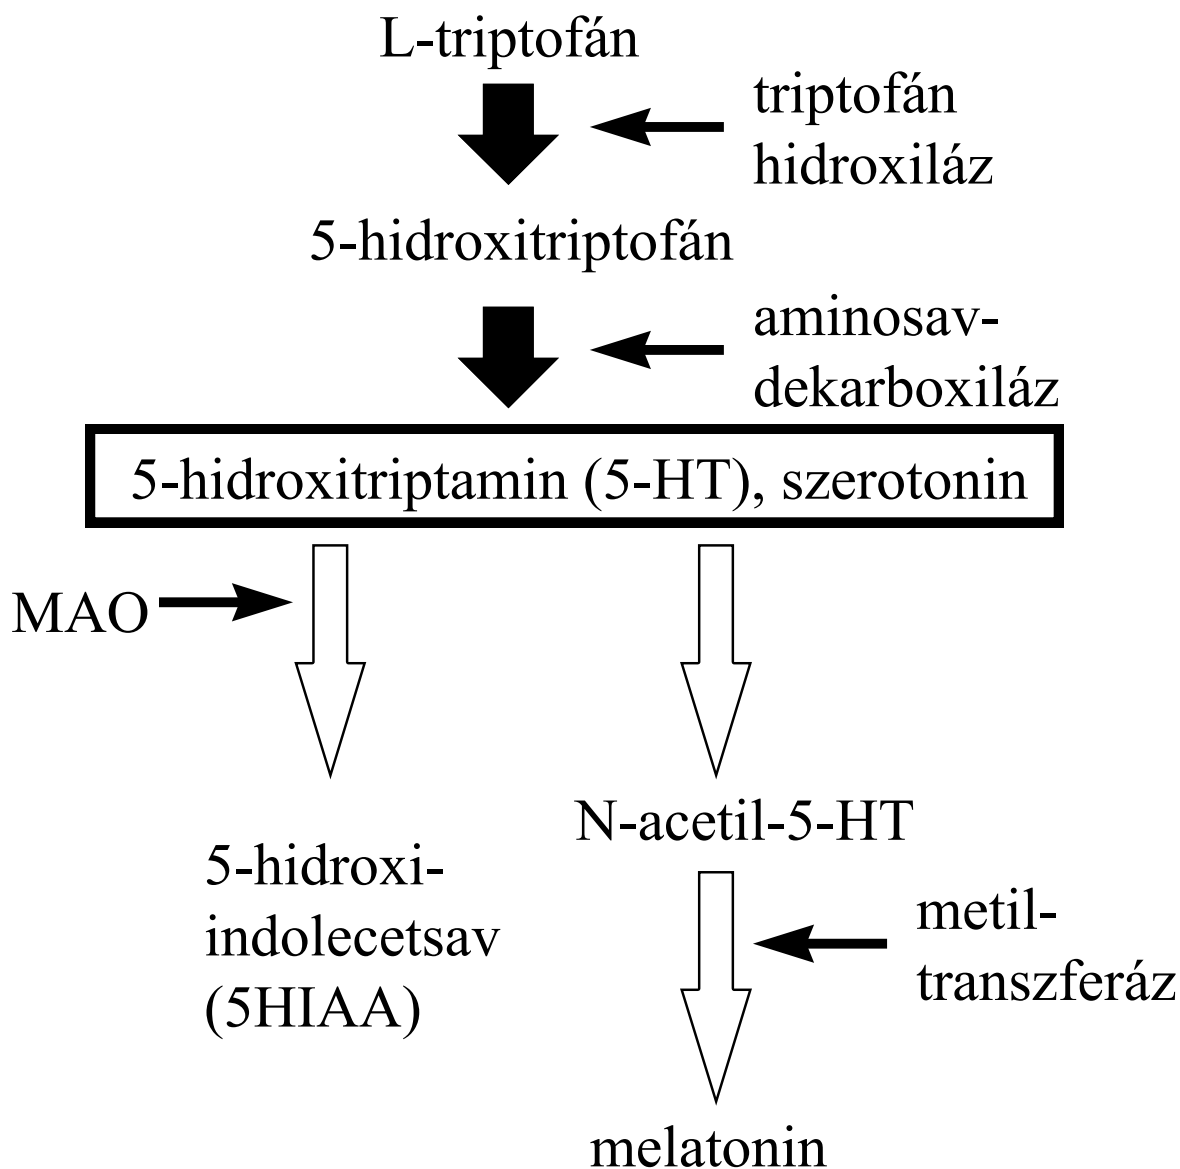 L-triptofán
triptofán
hidroxiláz
5-hidroxitriptofán
aminosav-
dekarboxiláz
5-hidroxitriptamin (5-HT), szerotonin
MAO
N-acetil-5-HT
5-hidroxi-
indolecetsav
(5HIAA)
metil-
transzferáz
melatonin